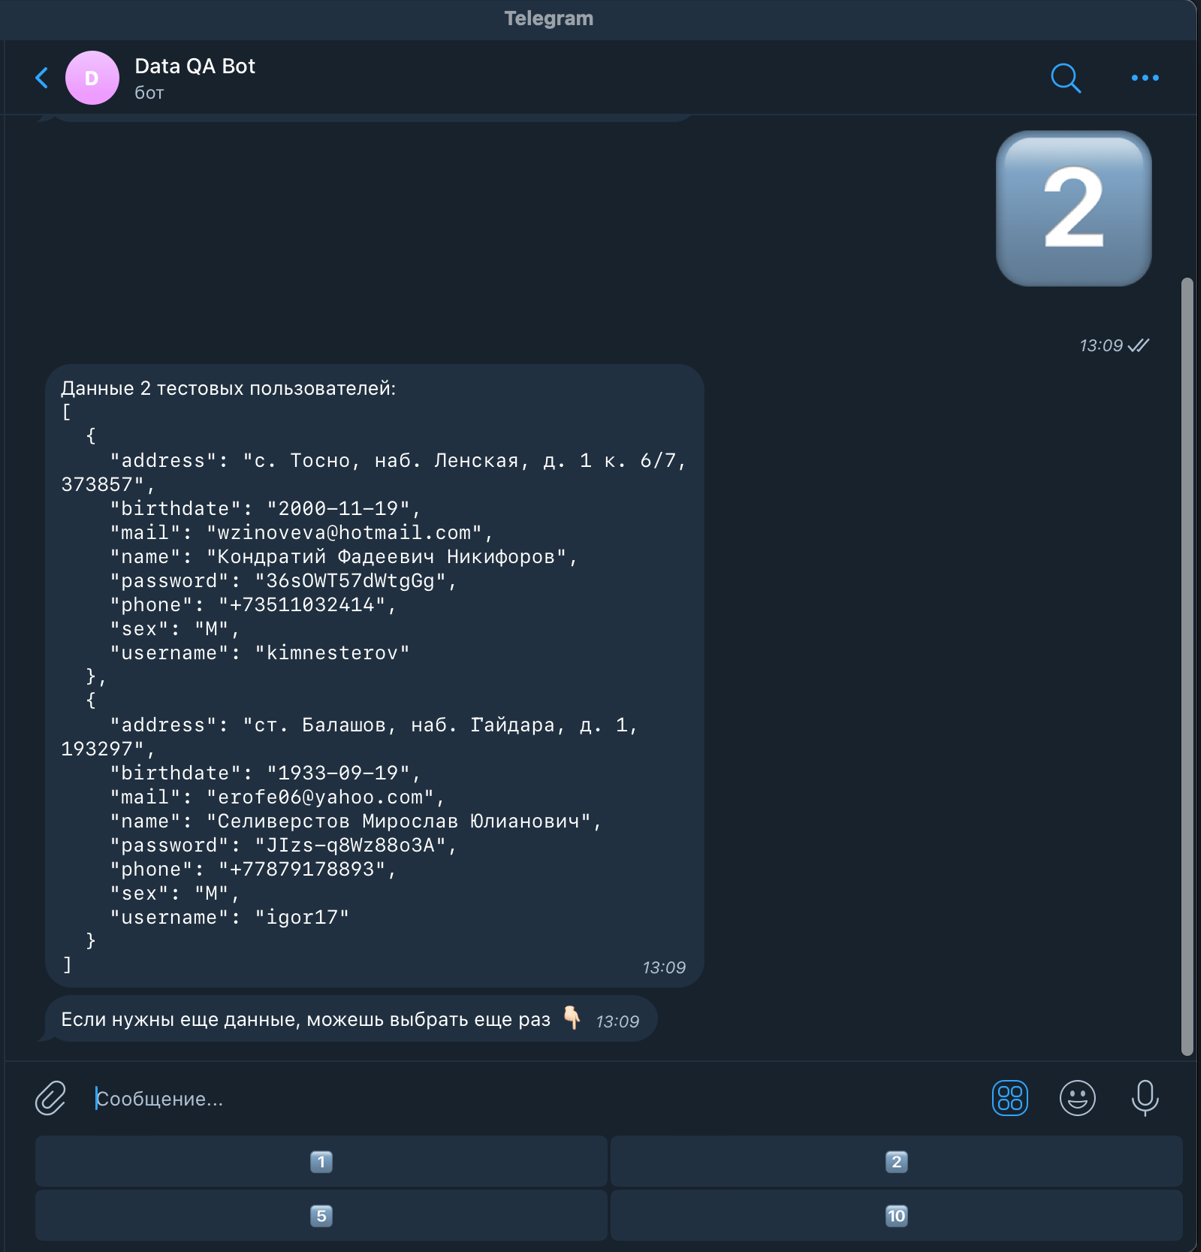 Telegram
D
Data QA Bot
бот
2
13:09
Данные 2 тестовых пользователей:
[
  {
    "address": "с. Тосно, наб. Ленская, д. 1 к. 6/7,
373857",
    "birthdate": "2000-11-19",
    "mail": "wzinoveva@hotmail.com",
    "name": "Кондратий Фадеевич Никифоров",
    "password": "36sOWT57dWtgGg",
    "phone": "+73511032414",
    "sex": "M",
    "username": "kimnesterov"
  },
  {
    "address": "ст. Балашов, наб. Гайдара, д. 1,
193297",
    "birthdate": "1933-09-19",
    "mail": "erofe06@yahoo.com",
    "name": "Селиверстов Мирослав Юлианович",
    "password": "JIzs-q8Wz88o3A",
    "phone": "+77879178893",
    "sex": "M",
    "username": "igor17"
  }
]
13:09
Если нужны еще данные, можешь выбрать еще раз 👇🏻 13:09
Сообщение...
1
2
5
10